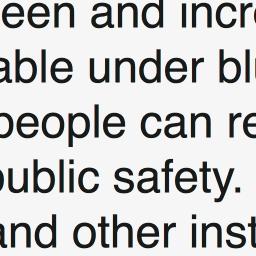 een and incre
able under blu
people can re
public safety.
and other inst